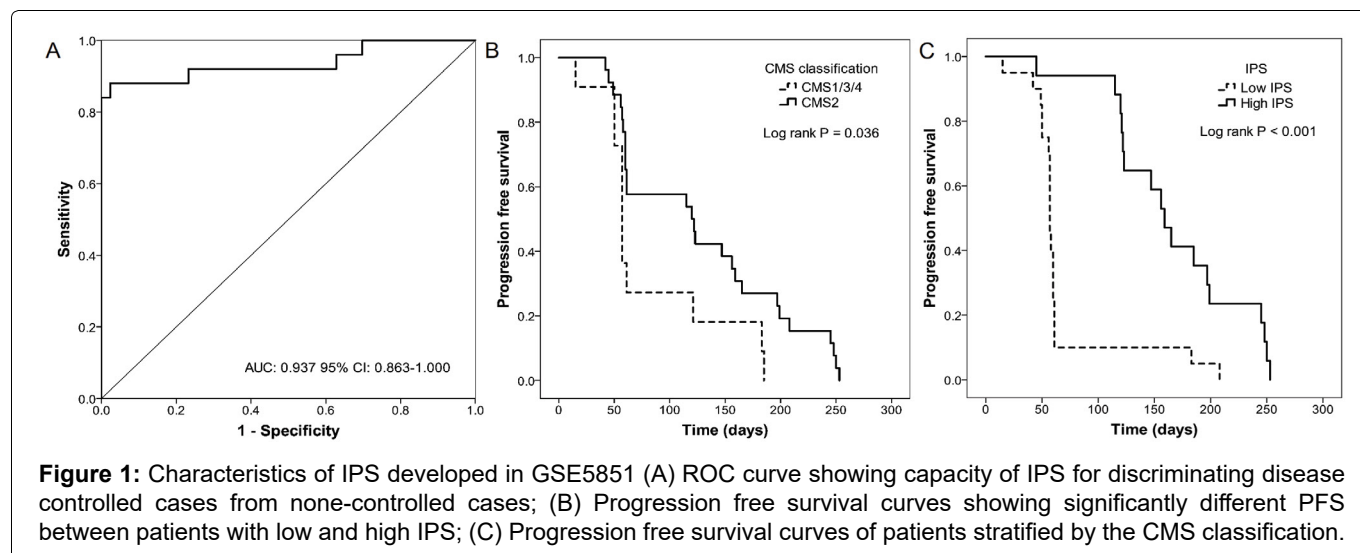 A
1.0
0.8
0.6
0.4
0.2
0.0
0.0 0.2 0.4 0.6 0.8 1.0
Sensitivity
1 - Specificity
AUC: 0.937 95% CI: 0.863-1.000
B
1.0
0.8
0.6
0.4
0.2
0.0
0 50 100 150 200 250 300
Progression free survival
Time (days)
CMS classification
CMS1/3/4
CMS2
Log rank P = 0.036
C
1.0
0.8
0.6
0.4
0.2
0.0
0 50 100 150 200 250 300
Progression free survival
Time (days)
IPS
Low IPS
High IPS
Log rank P < 0.001
Figure 1: Characteristics of IPS developed in GSE5851 (A) ROC curve showing capacity of IPS for discriminating disease
controlled cases from none-controlled cases; (B) Progression free survival curves showing significantly different PFS
between patients with low and high IPS; (C) Progression free survival curves of patients stratified by the CMS classification.